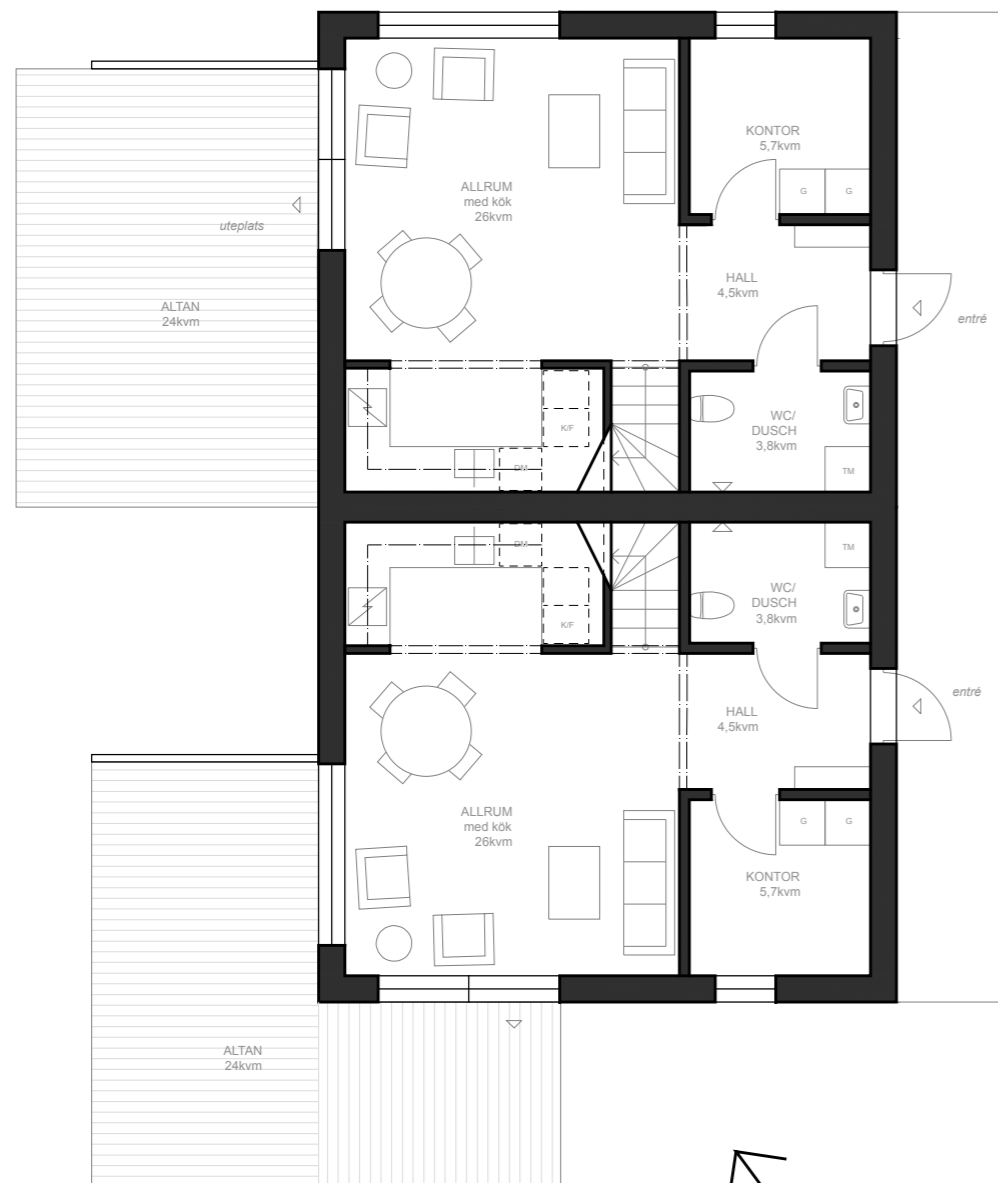 KONTOR
5,7kvm
G
G
ALLRUM
med kök
26kvm
uteplats
HALL
4,5kvm
ALTAN
24kvm
entré
WC/
DUSCH
3,8kvm
K/F
DM
TM
DM
TM
WC/
DUSCH
3,8kvm
K/F
entré
HALL
4,5kvm
ALLRUM
med kök
26kvm
G
G
KONTOR
5,7kvm
ALTAN
24kvm